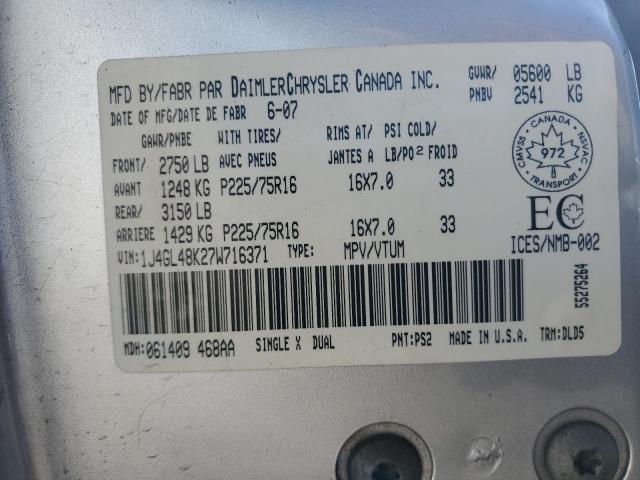 MFD BY/FABR PAR DAIMLERCHRYSLER CANADA INC. GVWR/ 05600 LB
DATE OF MFG/DATE DE FABR 6-07 PNBV 2541 KG
GAWR/PNBE WITH TIRES/ RIMS AT/ PSI COLD/
FRONT/ 2750 LB AVEC PNEUS JANTES A LB/PO2 FROID
AVANT 1248 KG P225/75R16 16X7.0 33
REAR/ 3150 LB
ARRIERE 1429 KG P225/75R16 16X7.0 33
VIN: 1J4GL48K27W716371 TYPE: MPV/VTUM
CANADA
CMVSS 972 NSVAC
TRANSPORT
EC
ICES/NMB-002
55275264
MDH: 061409 468AA SINGLE X DUAL PNT: PS2 MADE IN U.S.A. TRM: DLD5